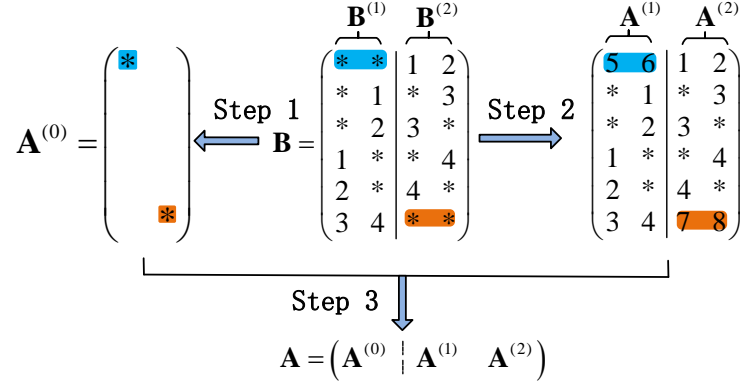 B^(1) B^(2) A^(1) A^(2)
* * * 1 2 5 6 1 2
* 1 * 3 * 1 * 3
Step 1 Step 2
* 2 3 * * 2 3 *
A^(0) = B =
1 * * 4 1 * * 4
2 * 4 * 2 * 4 *
* 3 4 * * 3 4 7 8
Step 3
A = (A^(0) ¦ A^(1) A^(2))